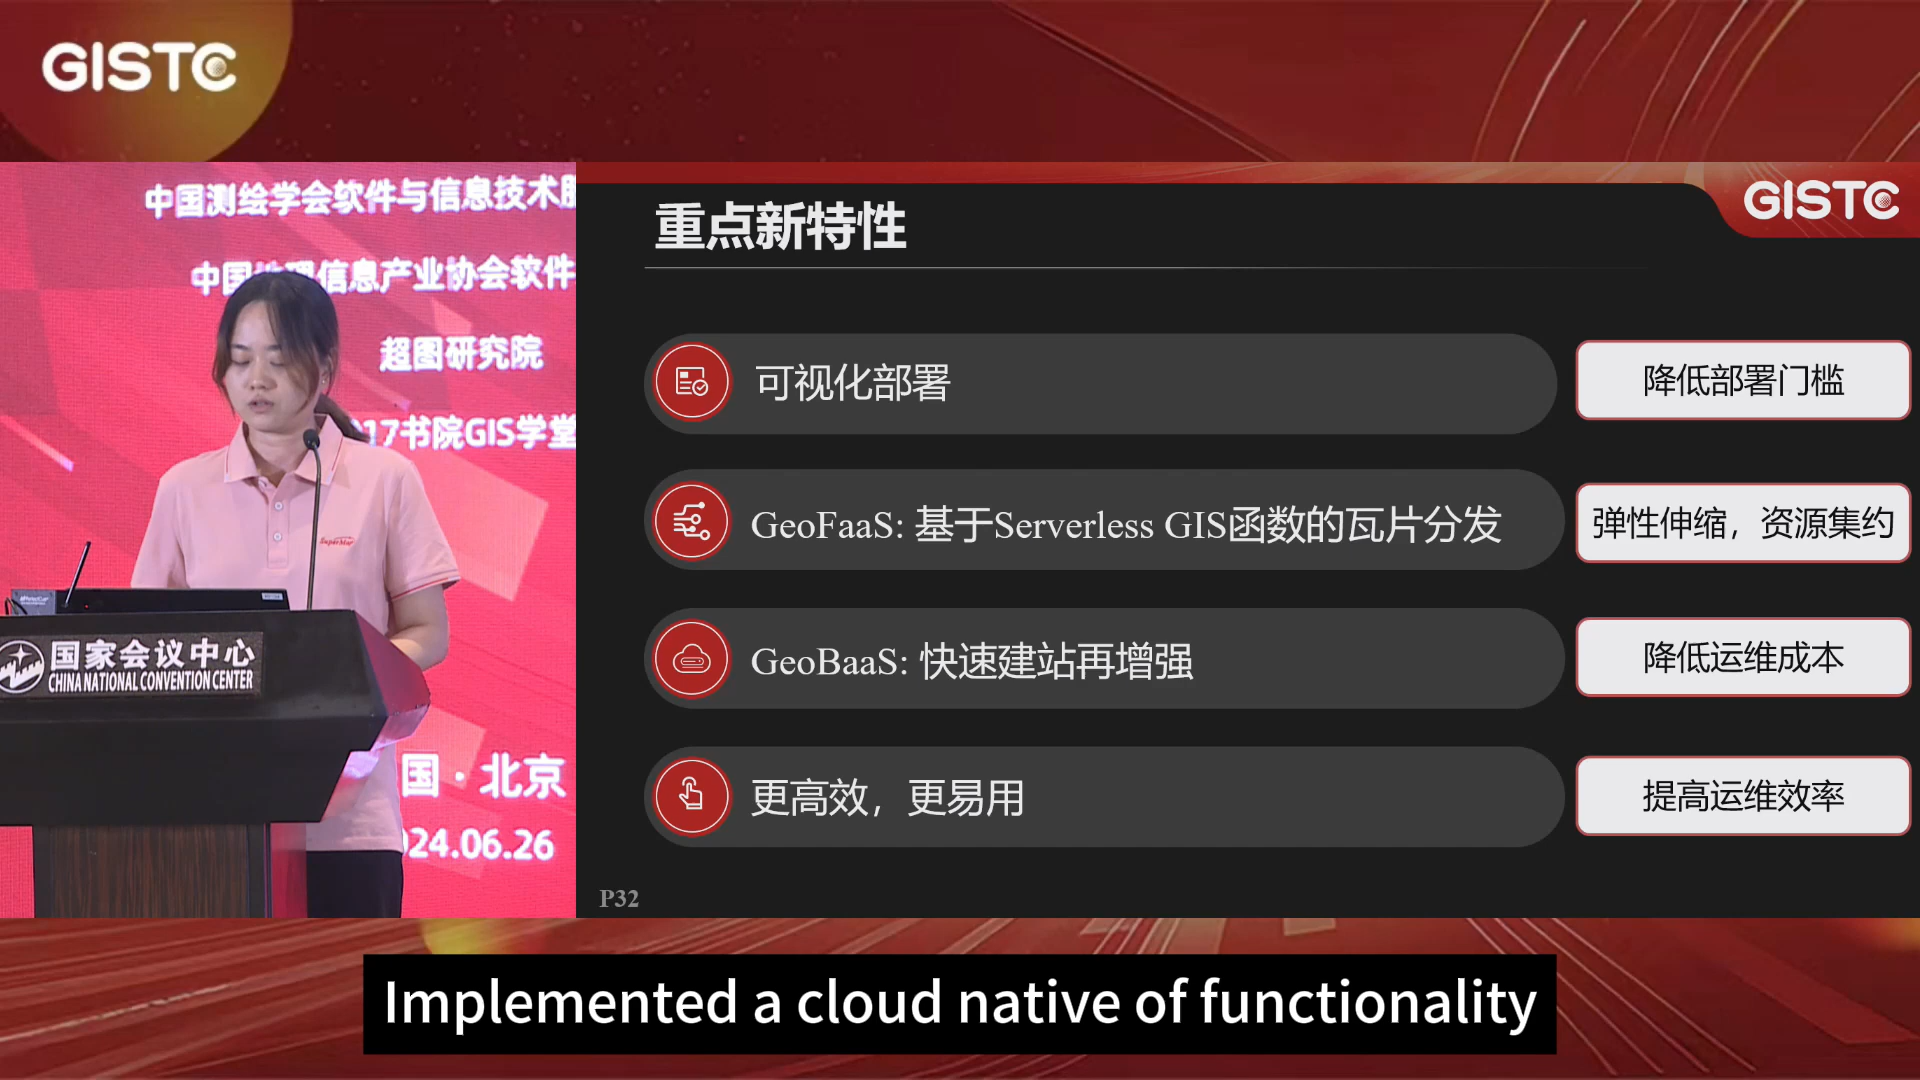 GISTC
中国测绘学会软件与信息技术
中国地理信息产业协会软件
超图研究院
17书院GIS学堂
SuperMap
国家会议中心
CHINA NATIONAL CONVENTION CENTER
国·北京
024.06.26
GISTC
重点新特性
可视化部署
降低部署门槛
GeoFaaS: 基于Serverless GIS函数的瓦片分发
弹性伸缩，资源集约
GeoBaaS: 快速建站再增强
降低运维成本
更高效，更易用
提高运维效率
P32
Implemented a cloud native of functionality